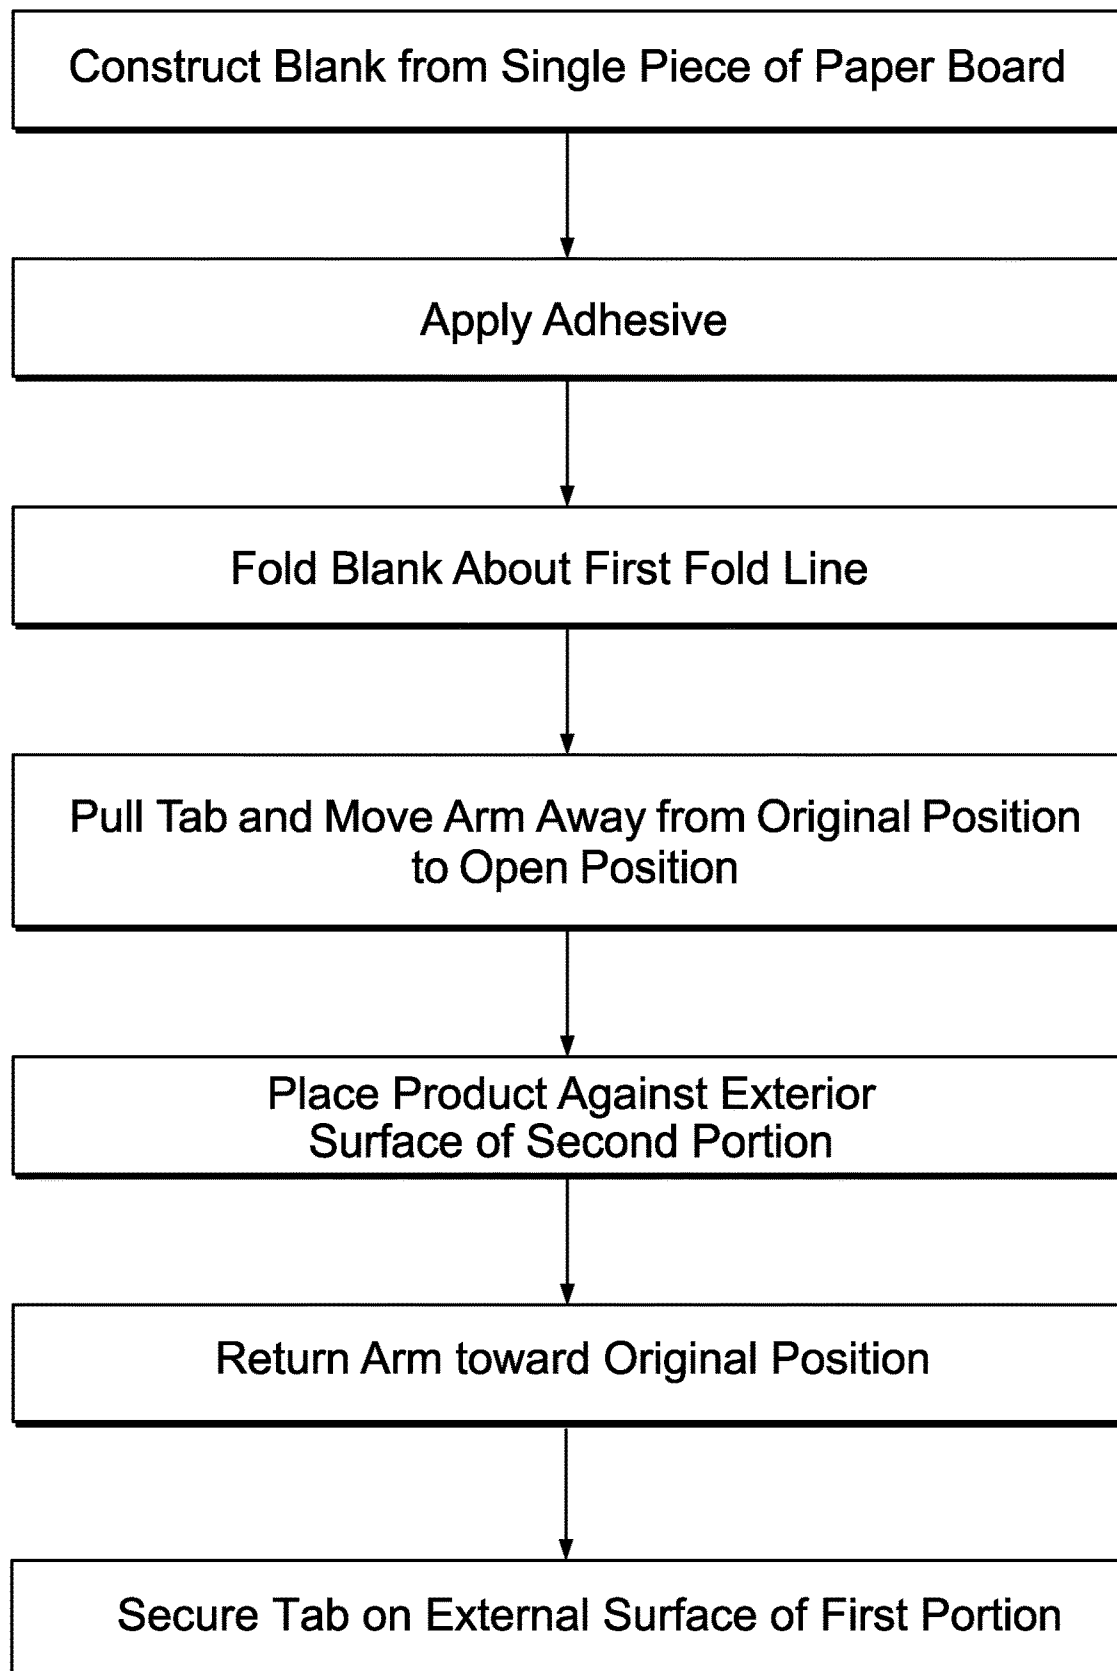 Construct Blank from Single Piece of Paper Board
Apply Adhesive
Fold Blank About First Fold Line
Pull Tab and Move Arm Away from Original Position
to Open Position
Place Product Against Exterior
Surface of Second Portion
Return Arm toward Original Position
Secure Tab on External Surface of First Portion